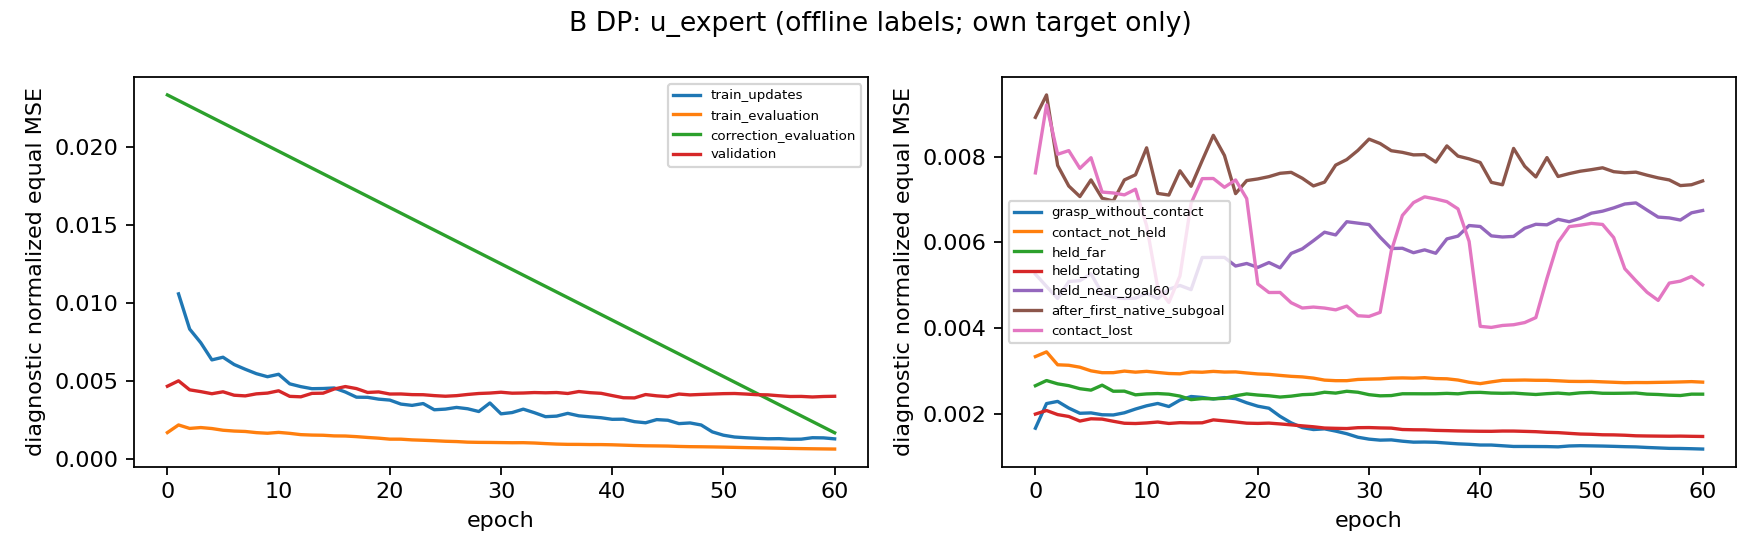 B DP: u_expert (offline labels; own target only)
diagnostic normalized equal MSE
0.020
0.015
0.010
0.005
0.000
train_updates
train_evaluation
correction_evaluation
validation
0 10 20 30 40 50 60
epoch
diagnostic normalized equal MSE
0.008
0.006
0.004
0.002
grasp_without_contact
contact_not_held
held_far
held_rotating
held_near_goal60
after_first_native_subgoal
contact_lost
0 10 20 30 40 50 60
epoch